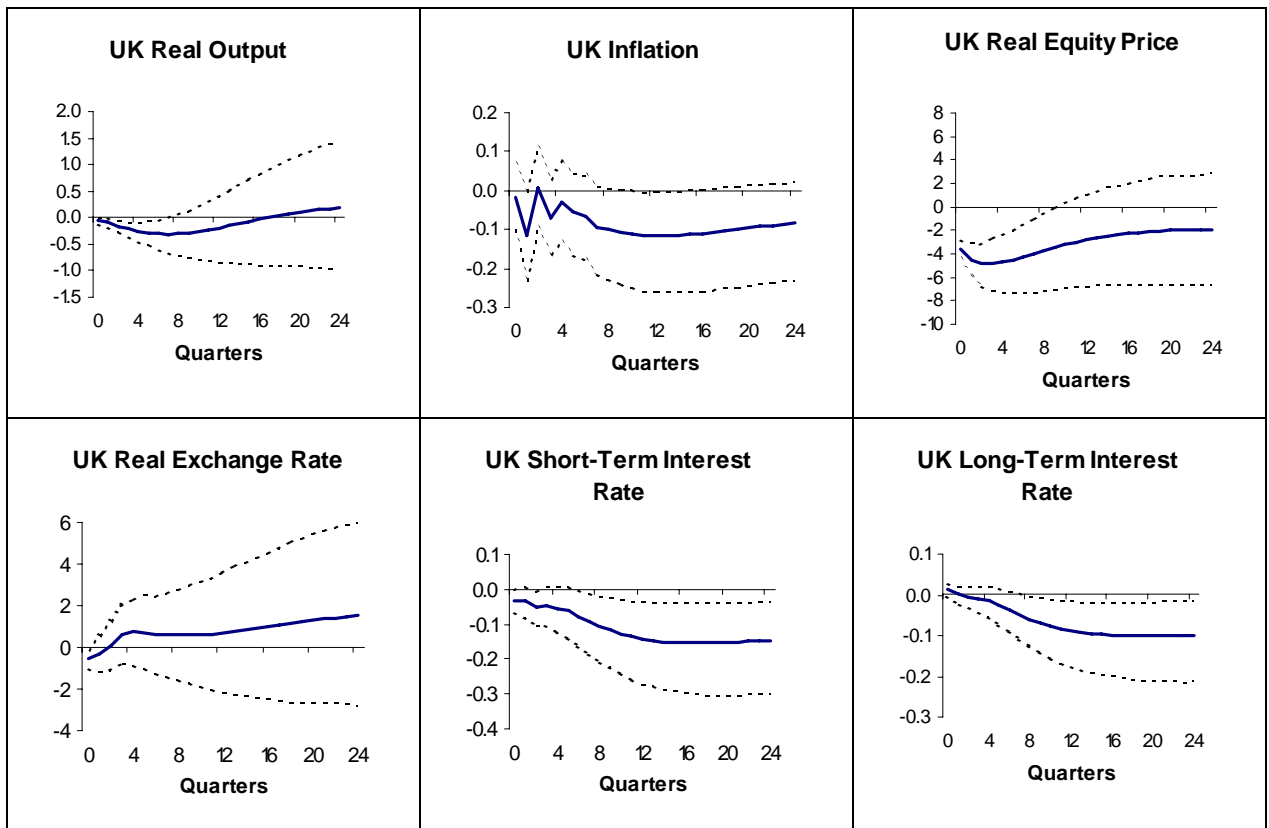 UK Real Output
2.0
1.5
1.0
0.5
0.0
-0.5
-1.0
-1.5
0 4 8 12 16 20 24
Quarters
UK Inflation
0.2
0.1
0.0
-0.1
-0.2
-0.3
0 4 8 12 16 20 24
Quarters
UK Real Equity Price
8
6
4
2
0
-2
-4
-6
-8
-10
0 4 8 12 16 20 24
Quarters
UK Real Exchange Rate
6
4
2
0
-2
-4
0 4 8 12 16 20 24
Quarters
UK Short-Term Interest
Rate
0.1
0.0
-0.1
-0.2
-0.3
-0.4
0 4 8 12 16 20 24
Quarters
UK Long-Term Interest
Rate
0.1
0.0
-0.1
-0.2
-0.3
0 4 8 12 16 20 24
Quarters